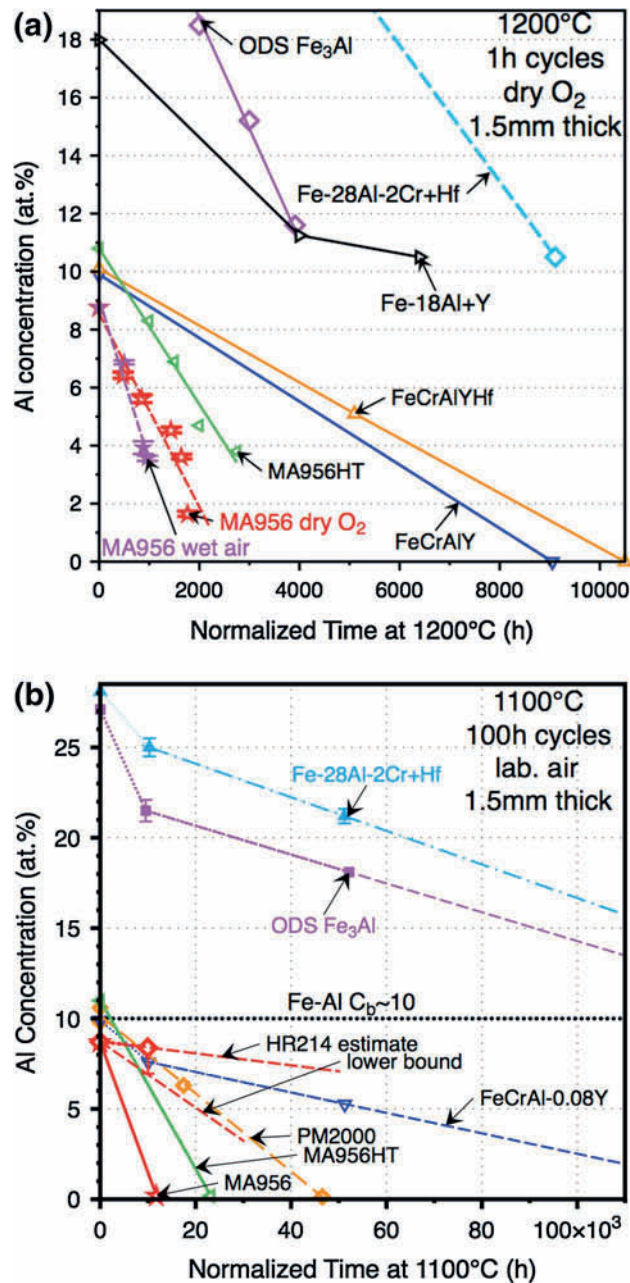 (a)
18
16
14
12
10
8
6
4
2
0
Al concentration (at.%)
ODS Fe₃Al
1200°C
1h cycles
dry O₂
1.5mm thick
Fe-28Al-2Cr+Hf
Fe-18Al+Y
FeCrAlYHf
MA956HT
MA956 dry O₂
FeCrAlY
MA956 wet air
0 2000 4000 6000 8000 10000
Normalized Time at 1200°C (h)
(b)
25
20
15
10
5
0
Al Concentration (at.%)
1100°C
100h cycles
lab. air
1.5mm thick
Fe-28Al-2Cr+Hf
ODS Fe₃Al
Fe-Al C_b~10
HR214 estimate
lower bound
FeCrAl-0.08Y
PM2000
MA956HT
MA956
0 20 40 60 80 100×10³
Normalized Time at 1100°C (h)